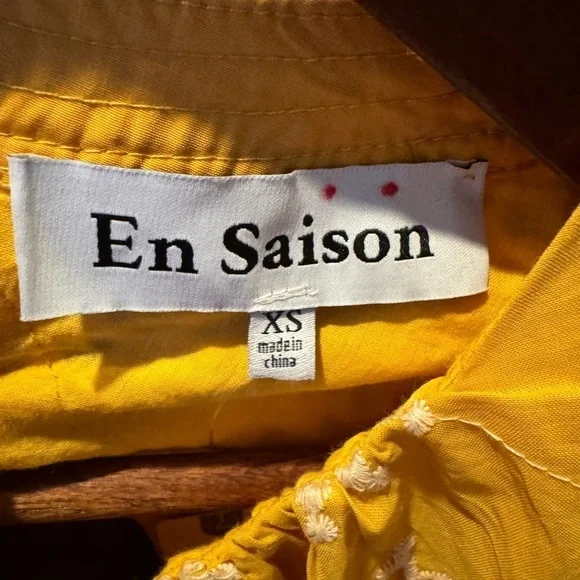 En Saison
XS
made in
china